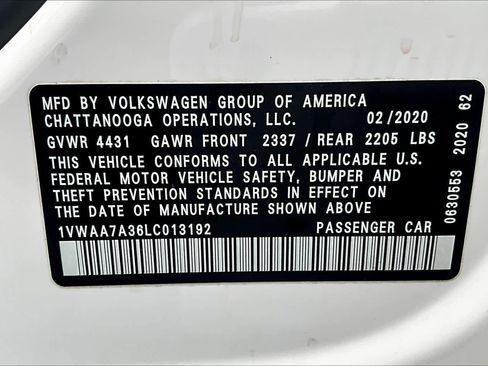 MFD BY VOLKSWAGEN GROUP OF AMERICA
CHATTANOOGA OPERATIONS, LLC. 02/2020
GVWR 4431 GAWR FRONT 2337 / REAR 2205 LBS
THIS VEHICLE CONFORMS TO ALL APPLICABLE U.S.
FEDERAL MOTOR VEHICLE SAFETY, BUMPER AND
THEFT PREVENTION STANDARDS IN EFFECT ON
THE DATE OF MANUFACTURE SHOWN ABOVE
1VWAA7A36LC013192 PASSENGER CAR
0630553 2020 62